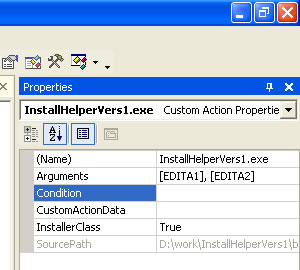 Properties
InstallHelperVers1.exe Custom Action Propertie
(Name) InstallHelperVers1.exe
Arguments [EDITA1], [EDITA2]
Condition
CustomActionData
InstallerClass True
SourcePath D:\work\InstallHelperVers1\b